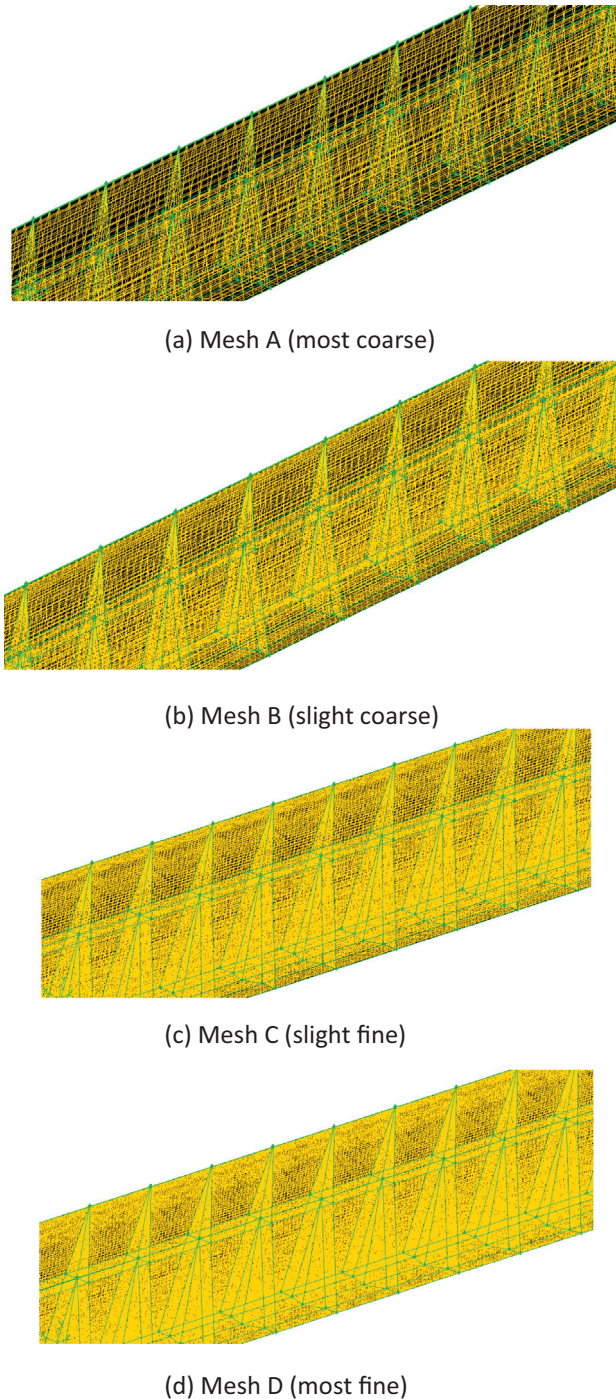 (a) Mesh A (most coarse)
(b) Mesh B (slight coarse)
(c) Mesh C (slight fine)
(d) Mesh D (most fine)